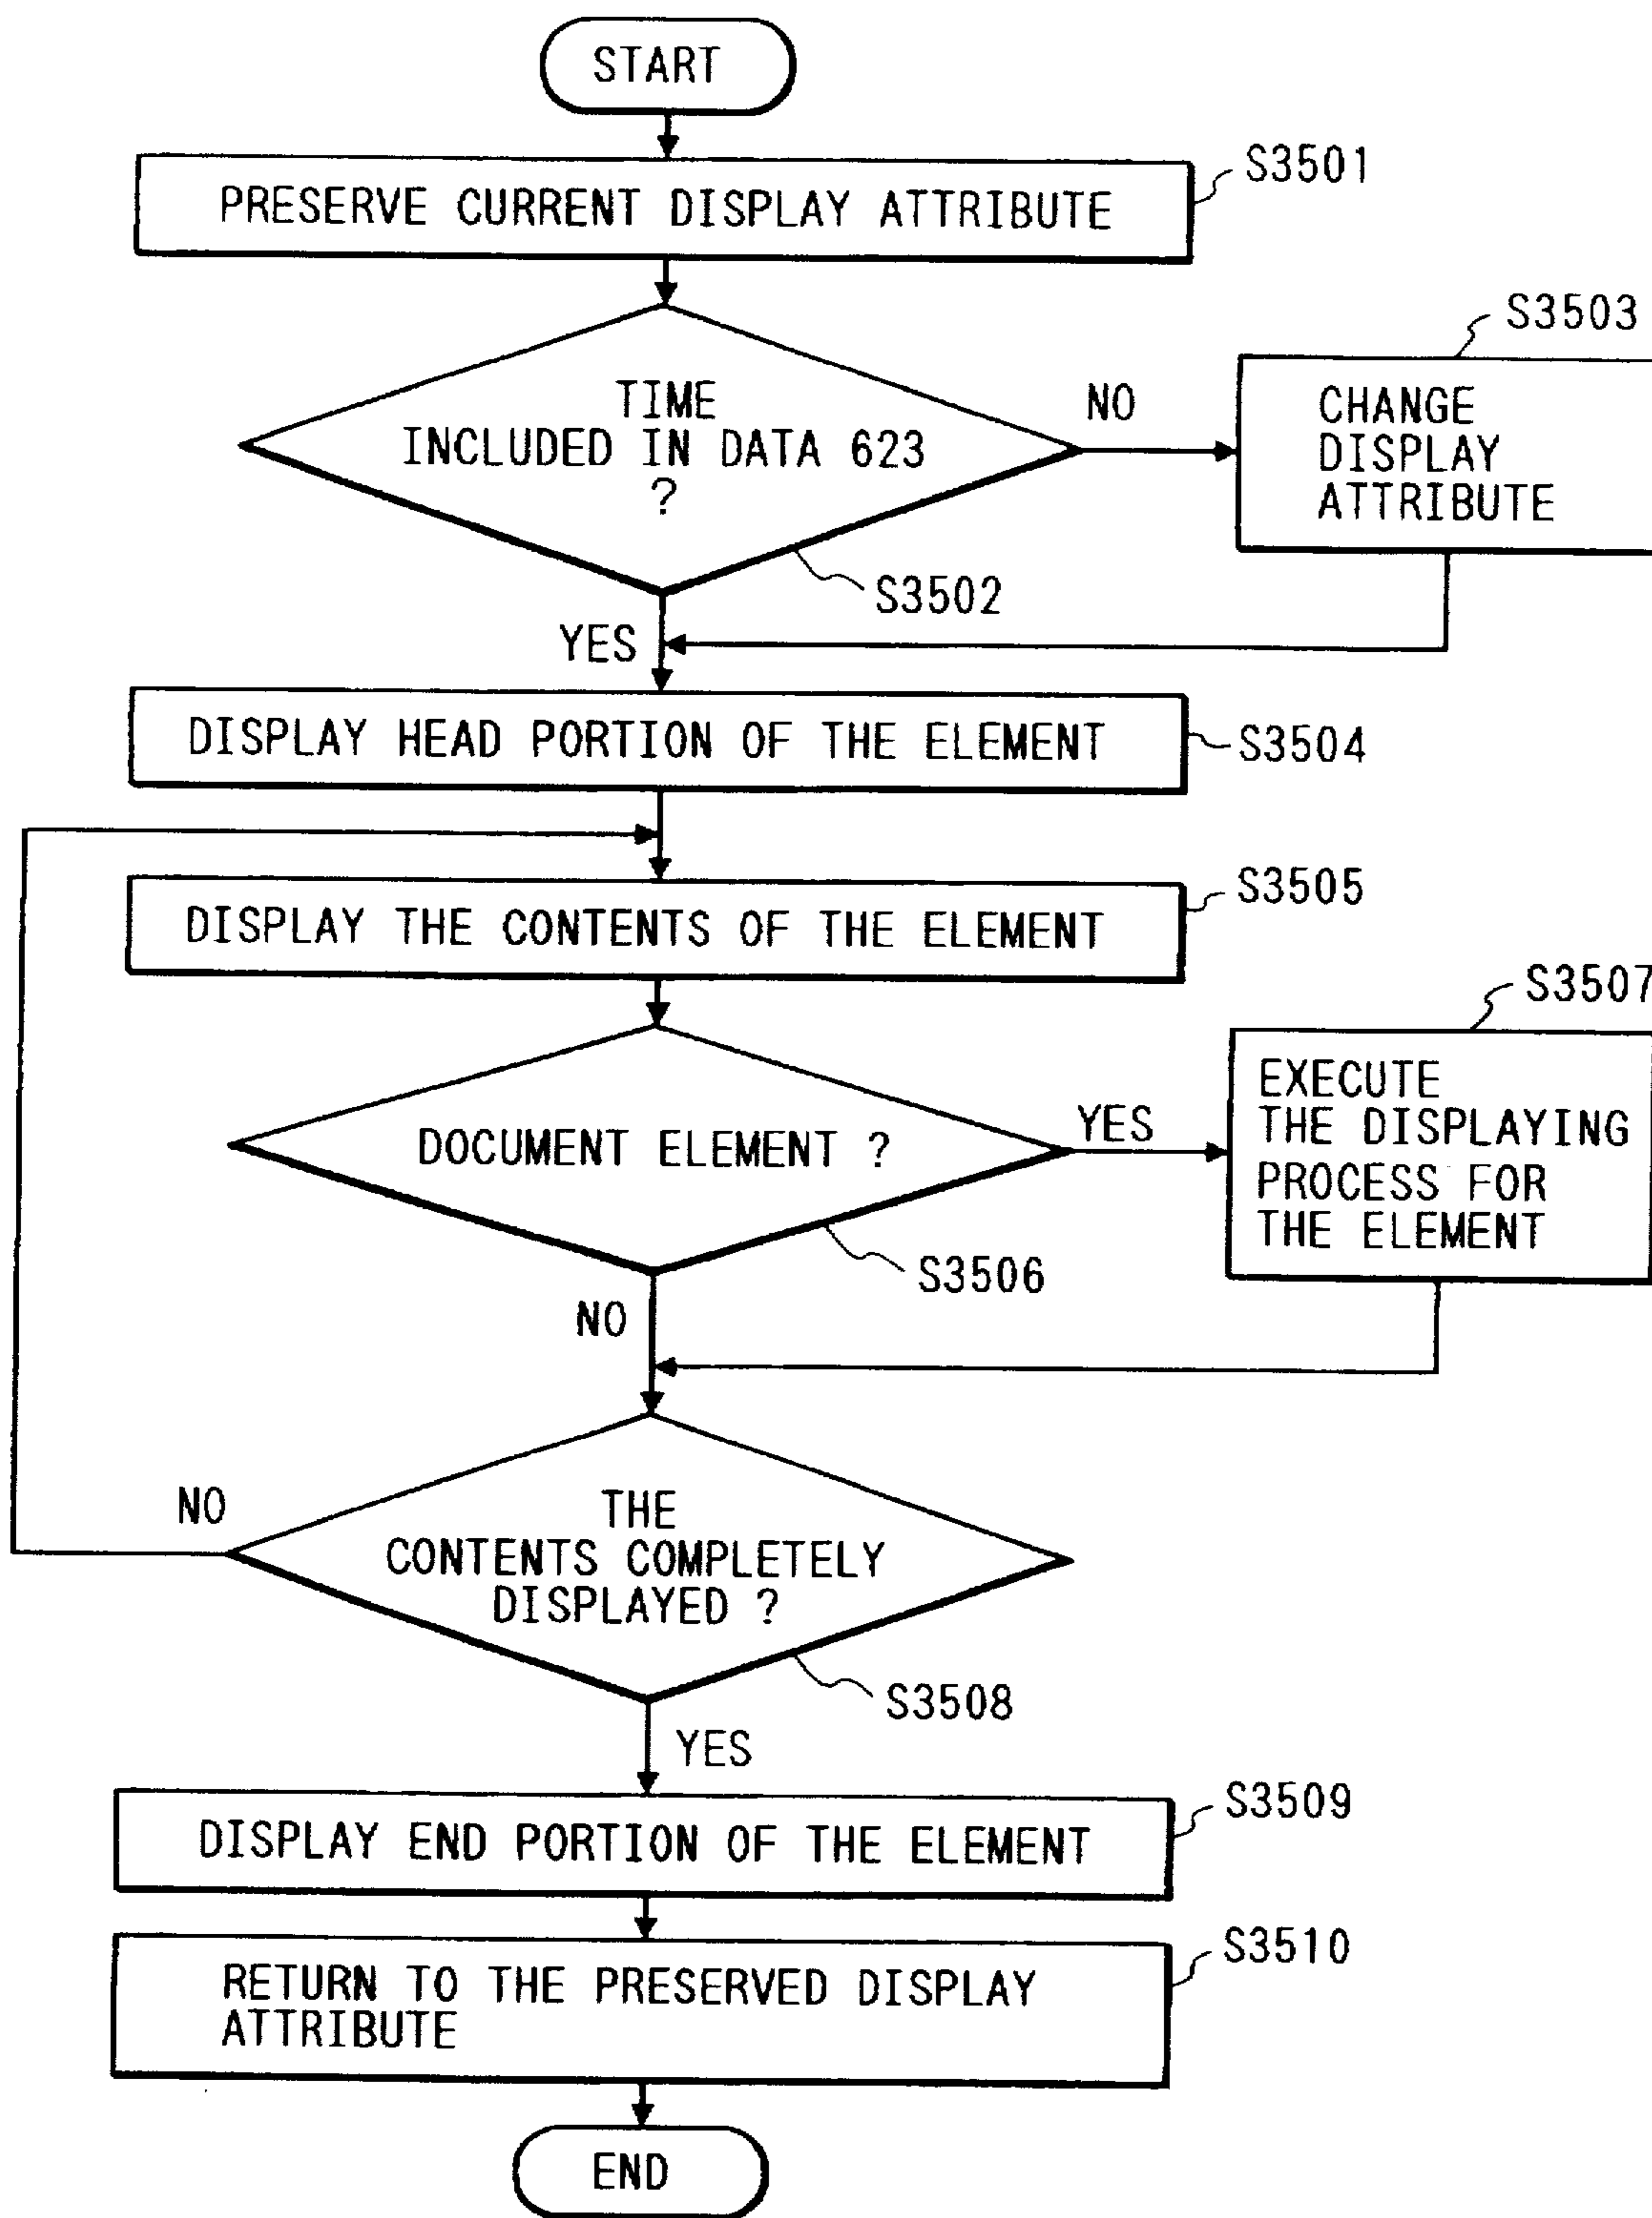 START
PRESERVE CURRENT DISPLAY ATTRIBUTE
S3501
S3503
TIME
INCLUDED IN DATA 623
?
NO
CHANGE
DISPLAY
ATTRIBUTE
S3502
YES
DISPLAY HEAD PORTION OF THE ELEMENT
S3504
DISPLAY THE CONTENTS OF THE ELEMENT
S3505
S3507
DOCUMENT ELEMENT ?
YES
EXECUTE
THE DISPLAYING
PROCESS FOR
THE ELEMENT
S3506
NO
NO
THE
CONTENTS COMPLETELY
DISPLAYED ?
S3508
YES
DISPLAY END PORTION OF THE ELEMENT
S3509
RETURN TO THE PRESERVED DISPLAY
ATTRIBUTE
S3510
END